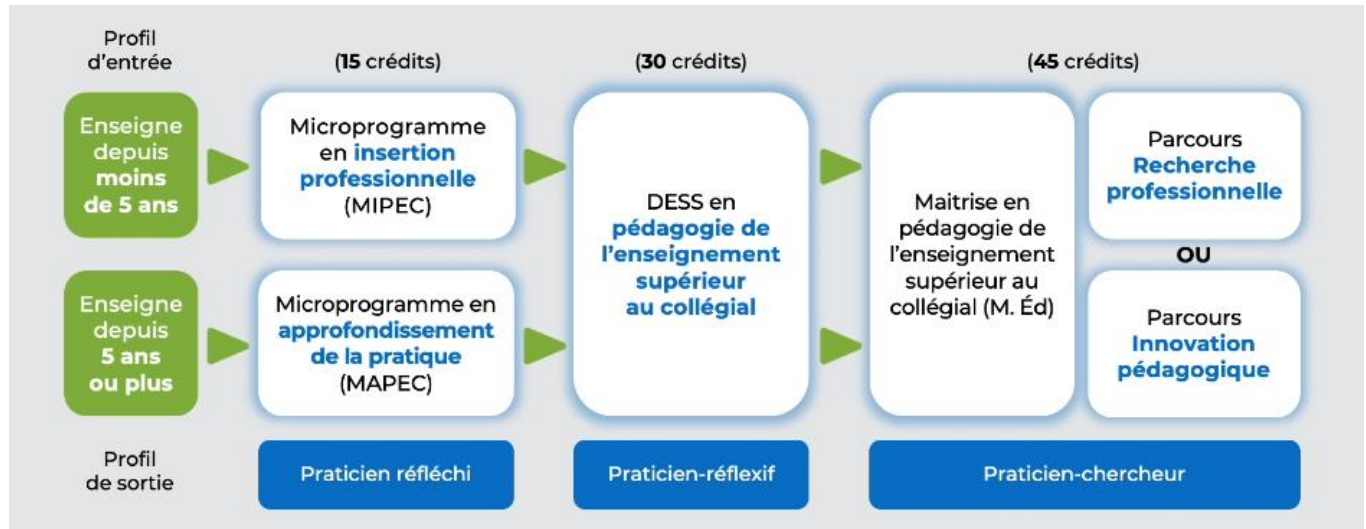 Profil
d'entrée
(15 crédits)
(30 crédits)
(45 crédits)
Enseigne
depuis
moins
de 5 ans
Microprogramme
en insertion
professionnelle
(MIPEC)
DESS en
pédagogie de
l'enseignement
supérieur
au collégial
Maitrise en
pédagogie de
l'enseignement
supérieur au
collégial (M. Éd)
Parcours
Recherche
professionnelle
OU
Enseigne
depuis
5 ans
ou plus
Microprogramme en
approfondissement
de la pratique
(MAPEC)
Parcours
Innovation
pédagogique
Profil
de sortie
Praticien réfléchi
Praticien-réflexif
Praticien-chercheur